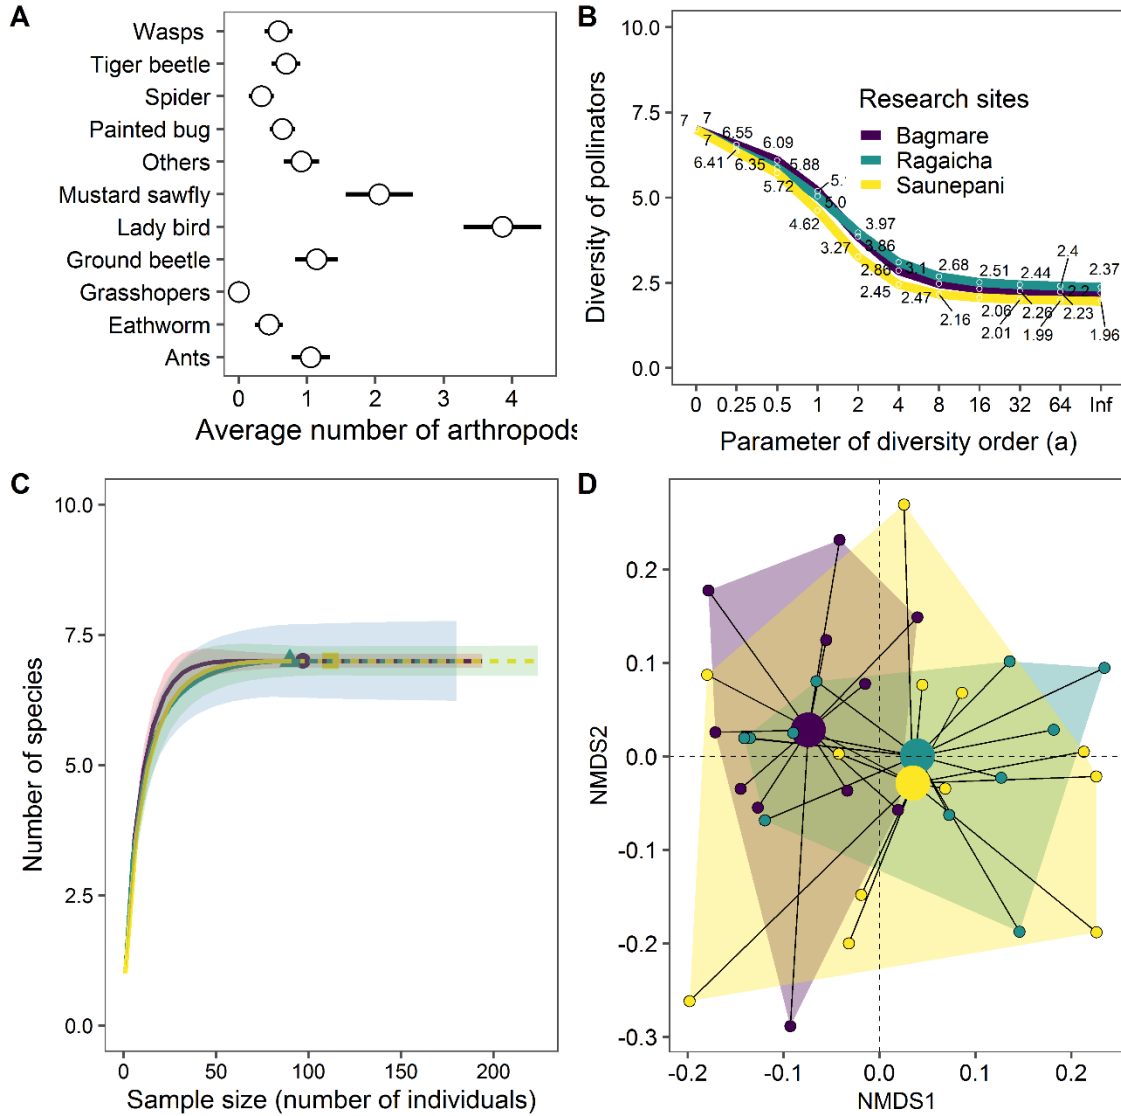 A
Wasps
Tiger beetle
Spider
Painted bug
Others
Mustard sawfly
Lady bird
Ground beetle
Grasshopers
Eathworm
Ants
0 1 2 3 4
Average number of arthropods
B
Diversity of pollinators
10.0
7.5
5.0
2.5
0.0
Research sites
Bagmare
Ragaicha
Saunepani
7 7
7
6.55
6.09
6.41
6.35
5.88
5.72
5.0
4.62
3.97
3.86
3.27
3.1
2.86
2.68
2.51
2.44
2.4
2.37
2.45
2.47
2.16
2.06
2.01
2.26
1.99
2.2
2.23
1.96
0 0.25 0.5 1 2 4 8 16 32 64 Inf
Parameter of diversity order (a)
C
Number of species
10.0
7.5
5.0
2.5
0.0
0 50 100 150 200
Sample size (number of individuals)
D
NMDS2
0.2
0.1
0.0
-0.1
-0.2
-0.3
-0.2 -0.1 0.0 0.1 0.2
NMDS1